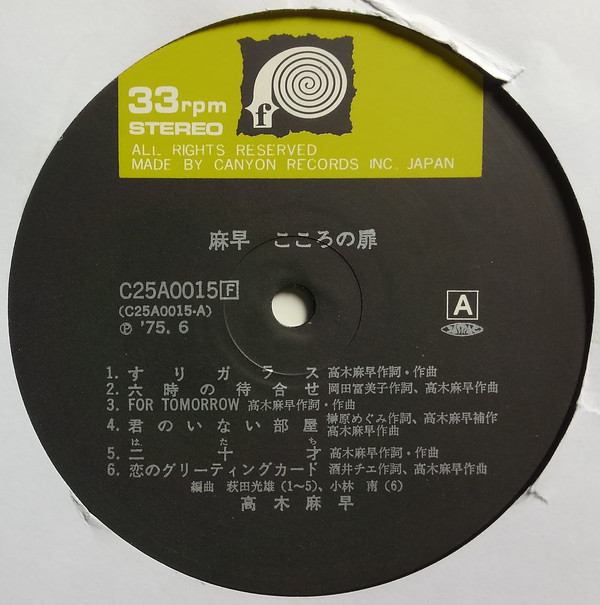 f
33rpm
STEREO
ALL RIGHTS RESERVED
MADE BY CANYON RECORDS INC. JAPAN
麻早 こころの扉
C25A0015 F
(C25A0015-A)
Ⓟ '75. 6
A
JASRAC
1. すりガラス 高木麻早作詞・作曲
2. 六時の待合せ 岡田冨美子作詞、高木麻早作曲
3. FOR TOMORROW 高木麻早作詞・作曲
4. 君のいない部屋 榊原めぐみ作詞、高木麻早補作
高木麻早作曲
はたち
5. 二十才 高木麻早作詞・作曲
6. 恋のグリーティングカード 酒井チエ作詞、高木麻早作曲
編曲 萩田光雄(1〜5)、小林 南(6)
高木麻早